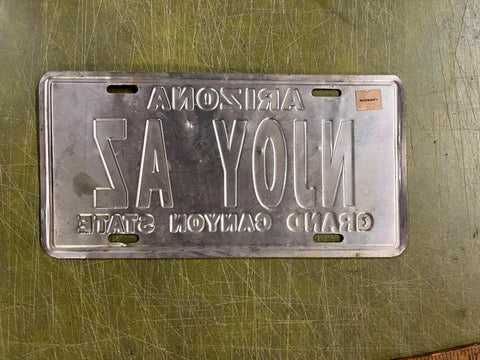 ARIZONA
NJOY AZ
GRAND CANYON STATE